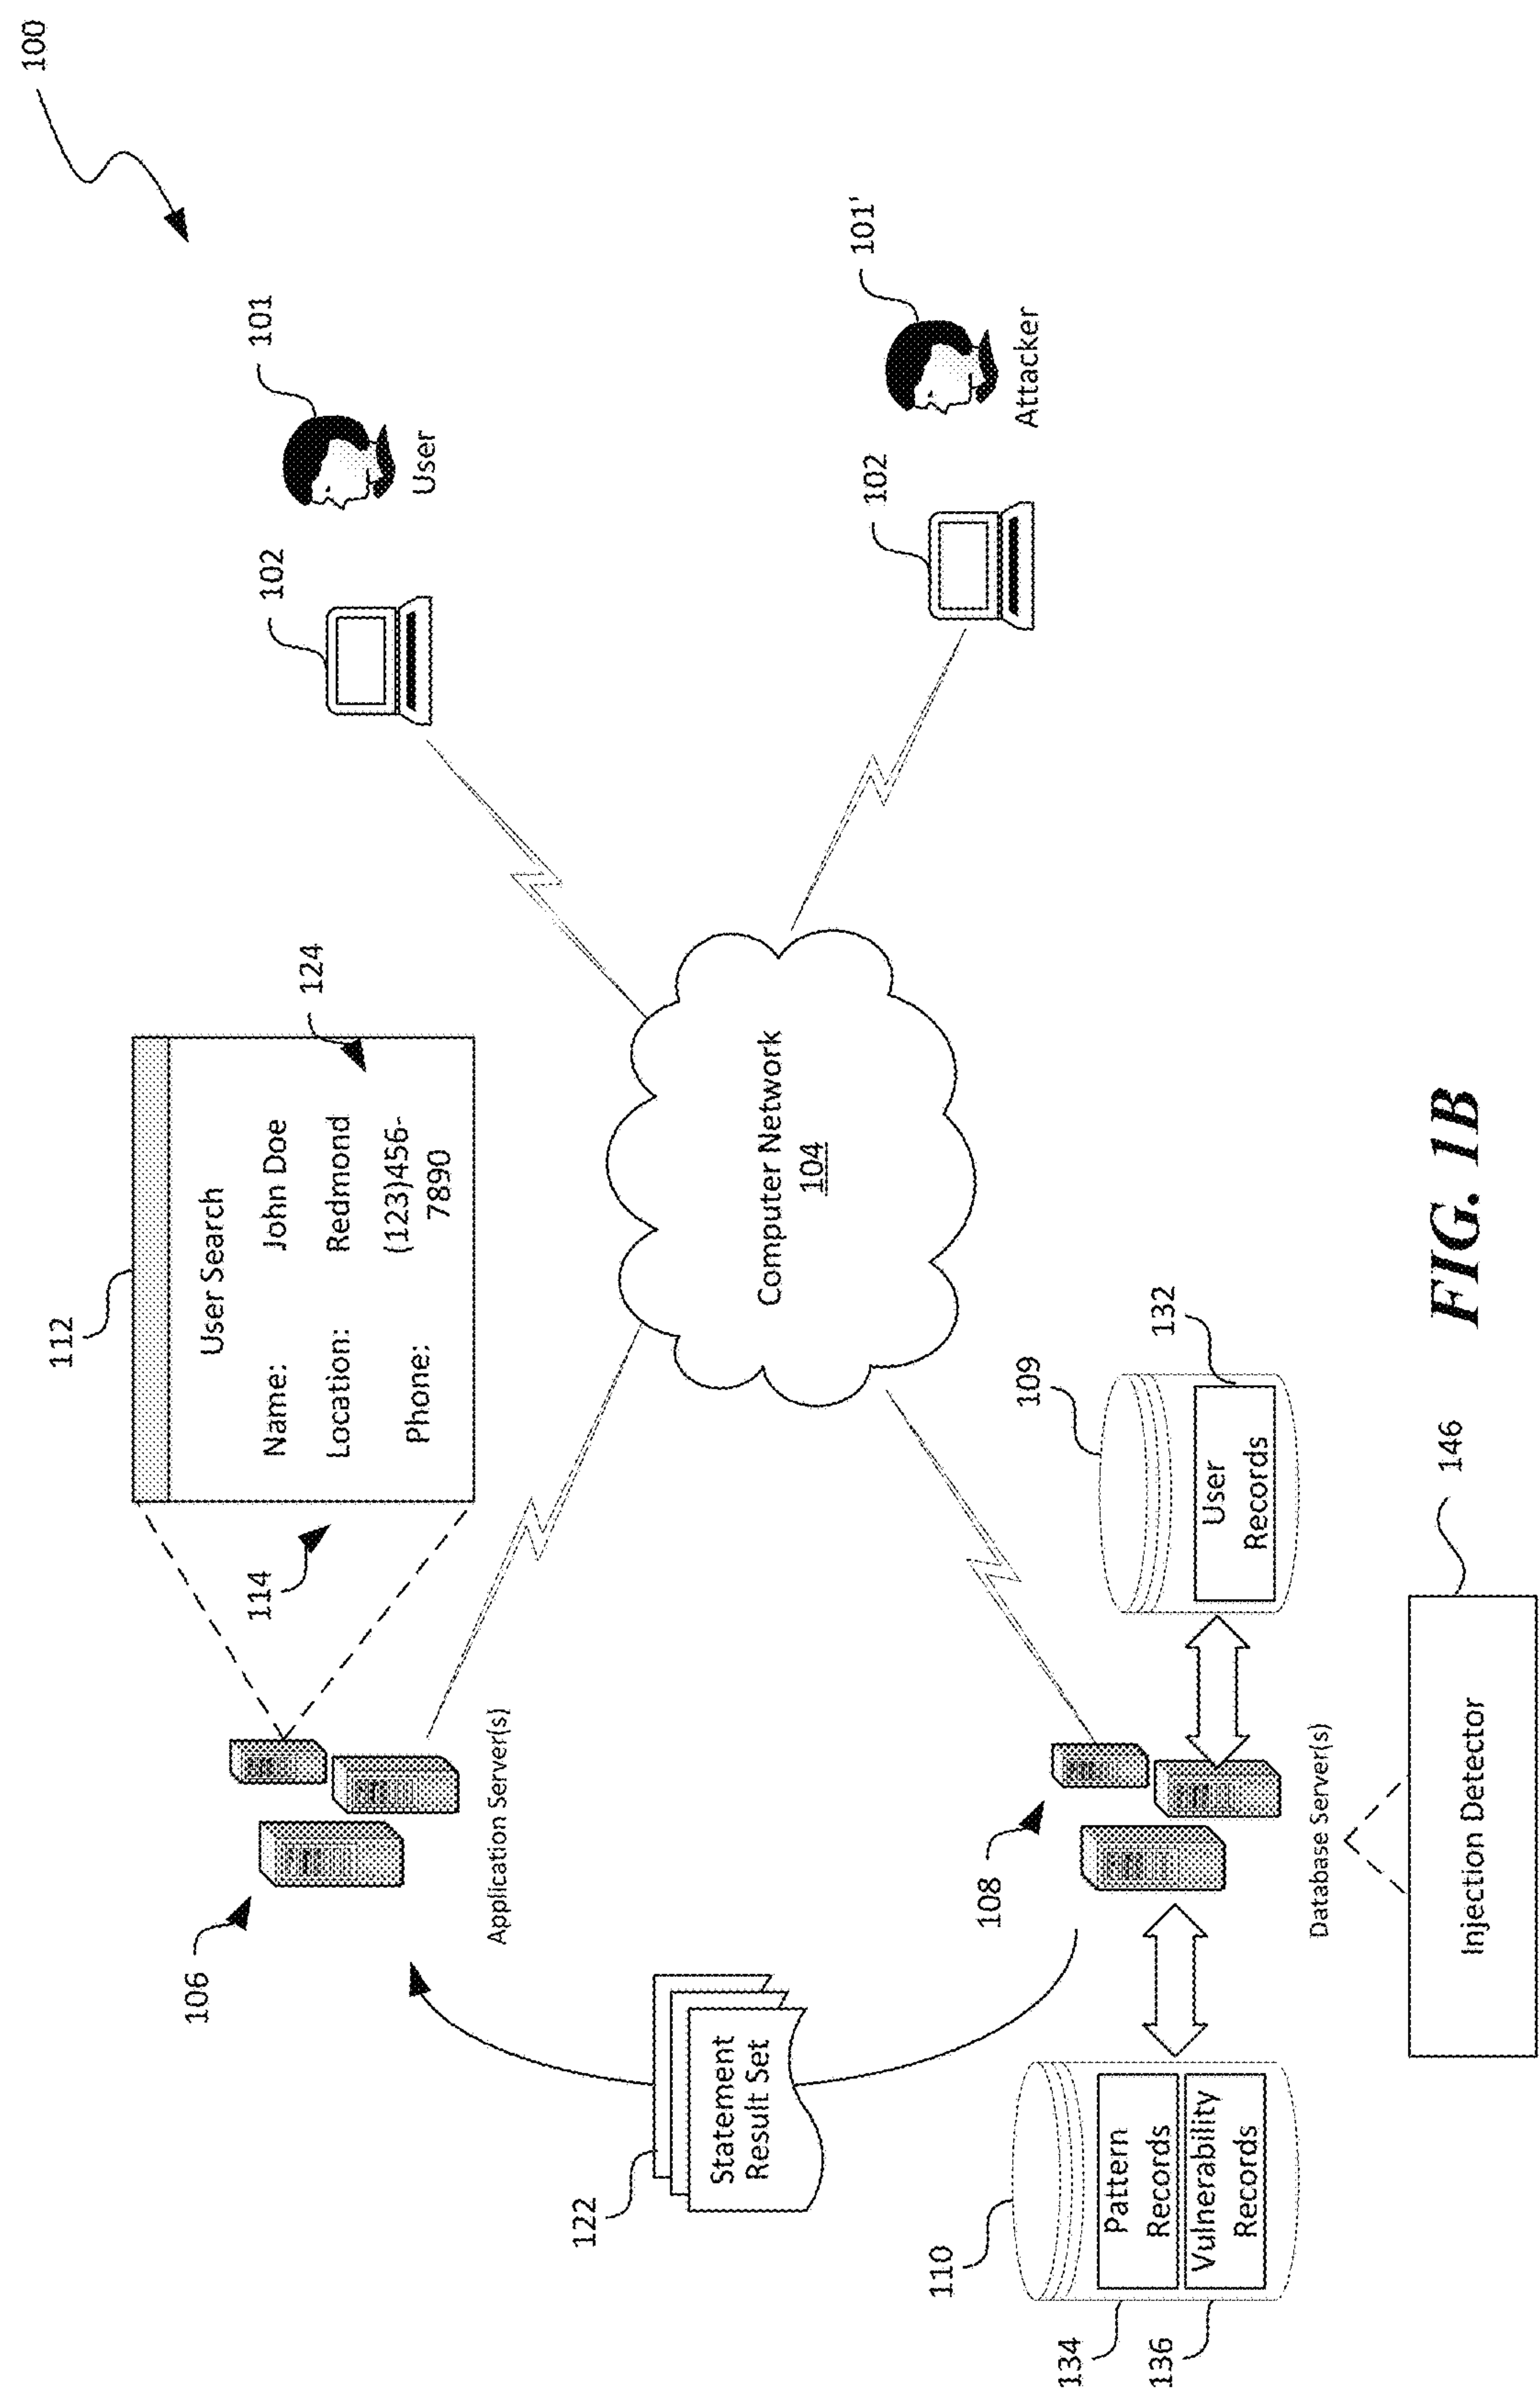 100
112
User Search
Name: John Doe
Location: Redmond
Phone: (123)456-
7890
114
124
106
Application Server(s)
102
101
User
122
Statement
Result Set
Computer Network
104
102
101'
Attacker
110
134
Pattern
Records
136
Vulnerability
Records
108
Database Server(s)
109
132
User
Records
146
Injection Detector
FIG. 1B